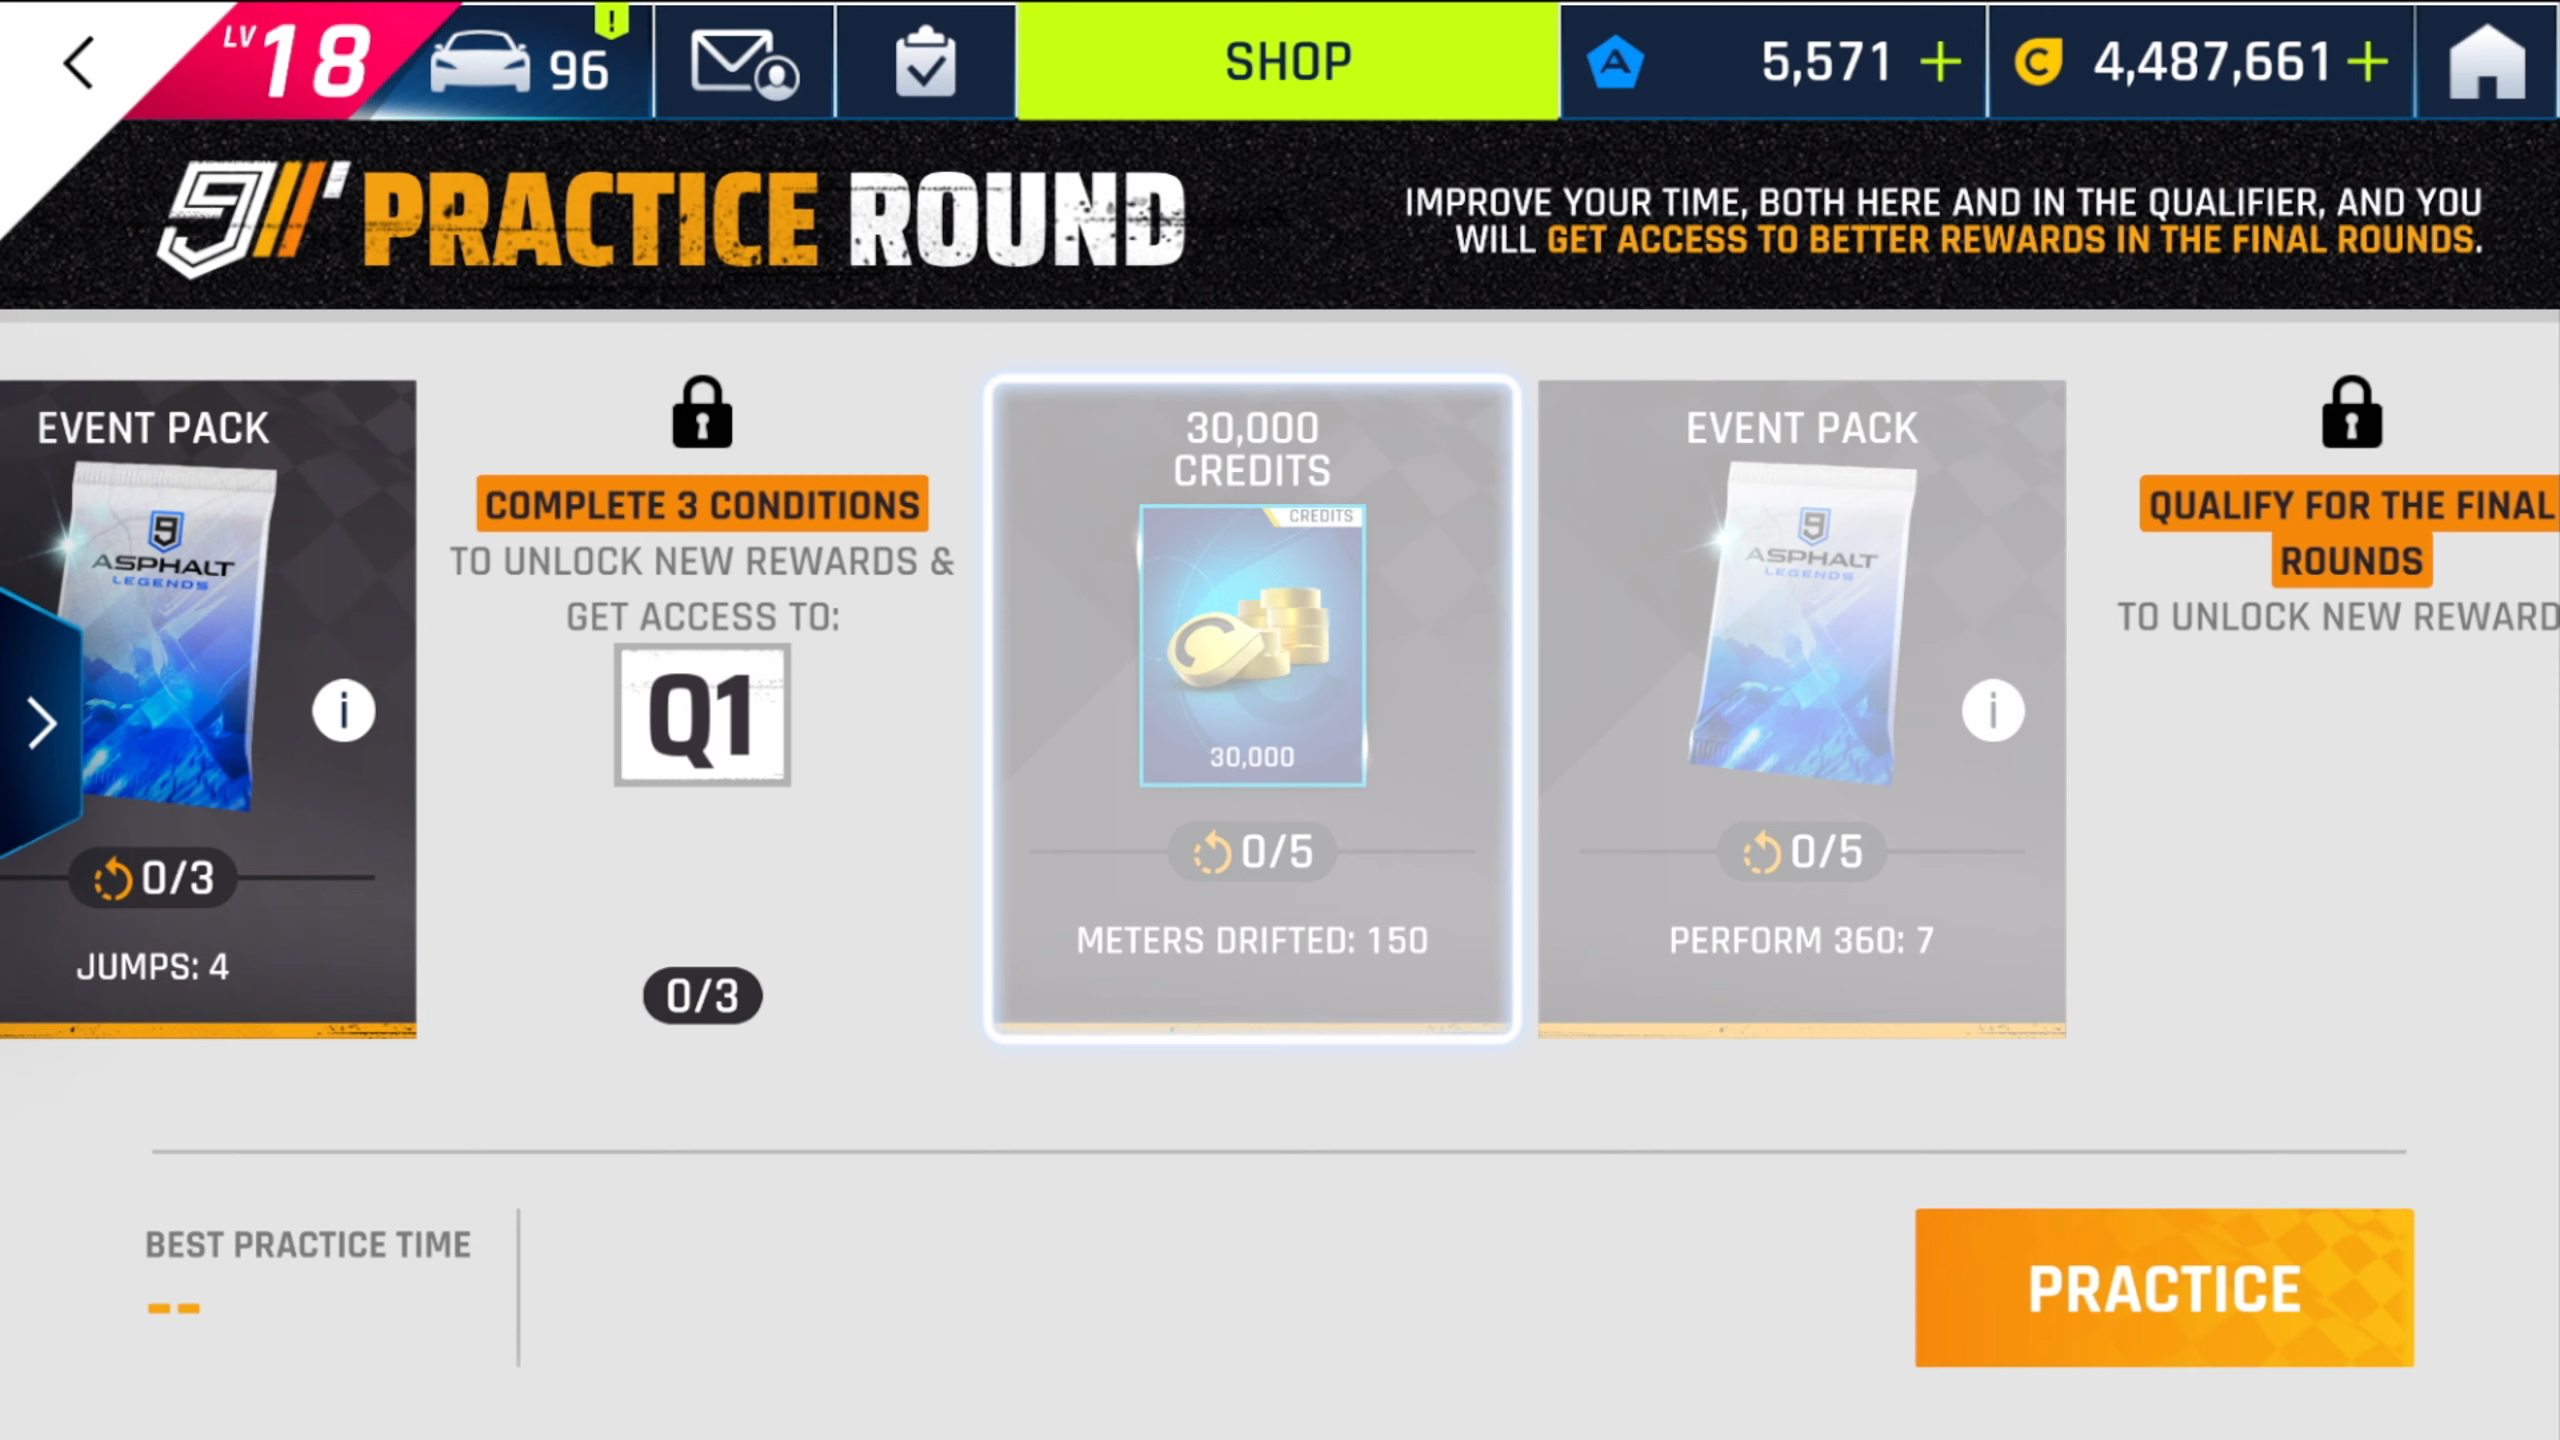 LV 18
96
!
SHOP
5,571
4,487,661
9 PRACTICE ROUND
IMPROVE YOUR TIME, BOTH HERE AND IN THE QUALIFIER, AND YOU
WILL GET ACCESS TO BETTER REWARDS IN THE FINAL ROUNDS.
EVENT PACK
9
ASPHALT
LEGENDS
i
0/3
JUMPS: 4
COMPLETE 3 CONDITIONS
TO UNLOCK NEW REWARDS &
GET ACCESS TO:
Q1
0/3
30,000
CREDITS
CREDITS
30,000
0/5
METERS DRIFTED: 150
EVENT PACK
9
ASPHALT
LEGENDS
i
0/5
PERFORM 360: 7
QUALIFY FOR THE FINAL
ROUNDS
TO UNLOCK NEW REWARD
BEST PRACTICE TIME
--
PRACTICE